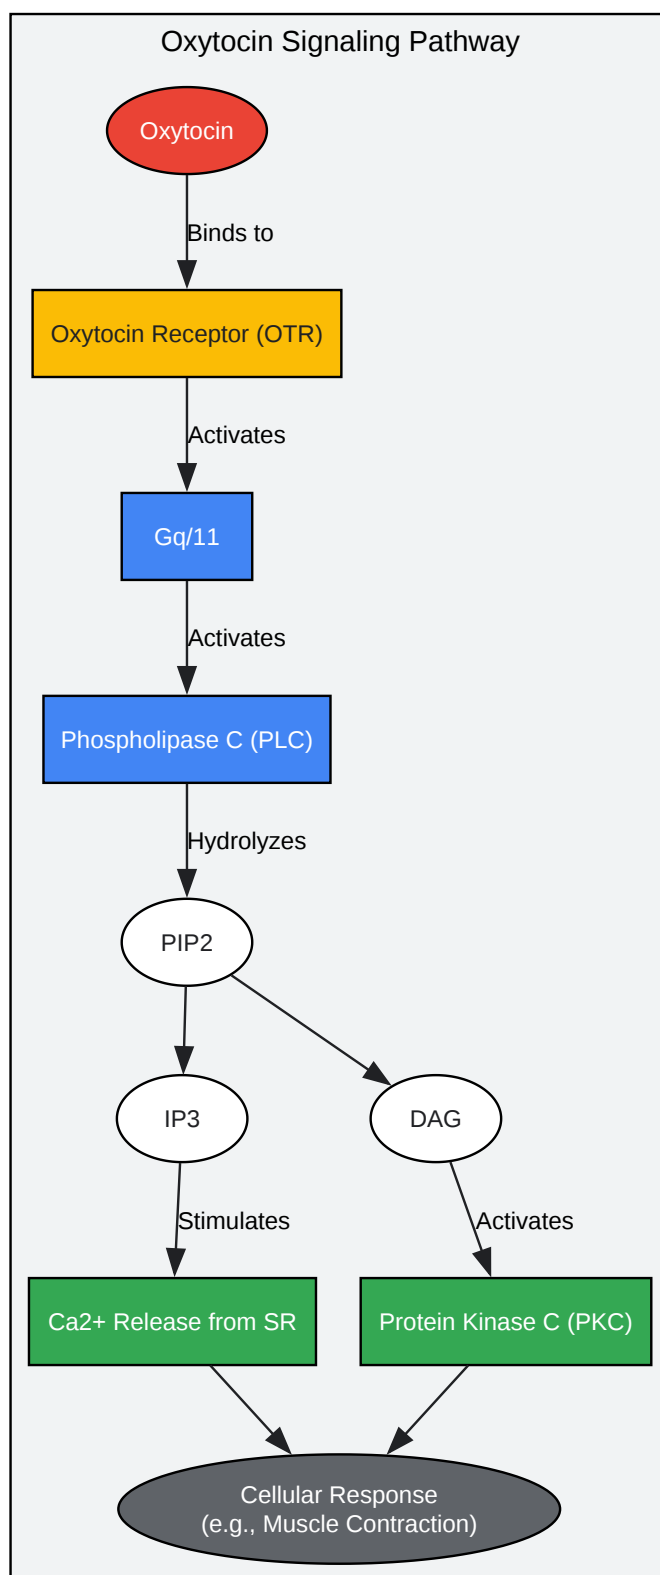 Oxytocin Signaling Pathway
Oxytocin
Binds to
Oxytocin Receptor (OTR)
Activates
Gq/11
Activates
Phospholipase C (PLC)
Hydrolyzes
PIP2
IP3
DAG
Stimulates
Activates
Ca2+ Release from SR
Protein Kinase C (PKC)
Cellular Response
(e.g., Muscle Contraction)